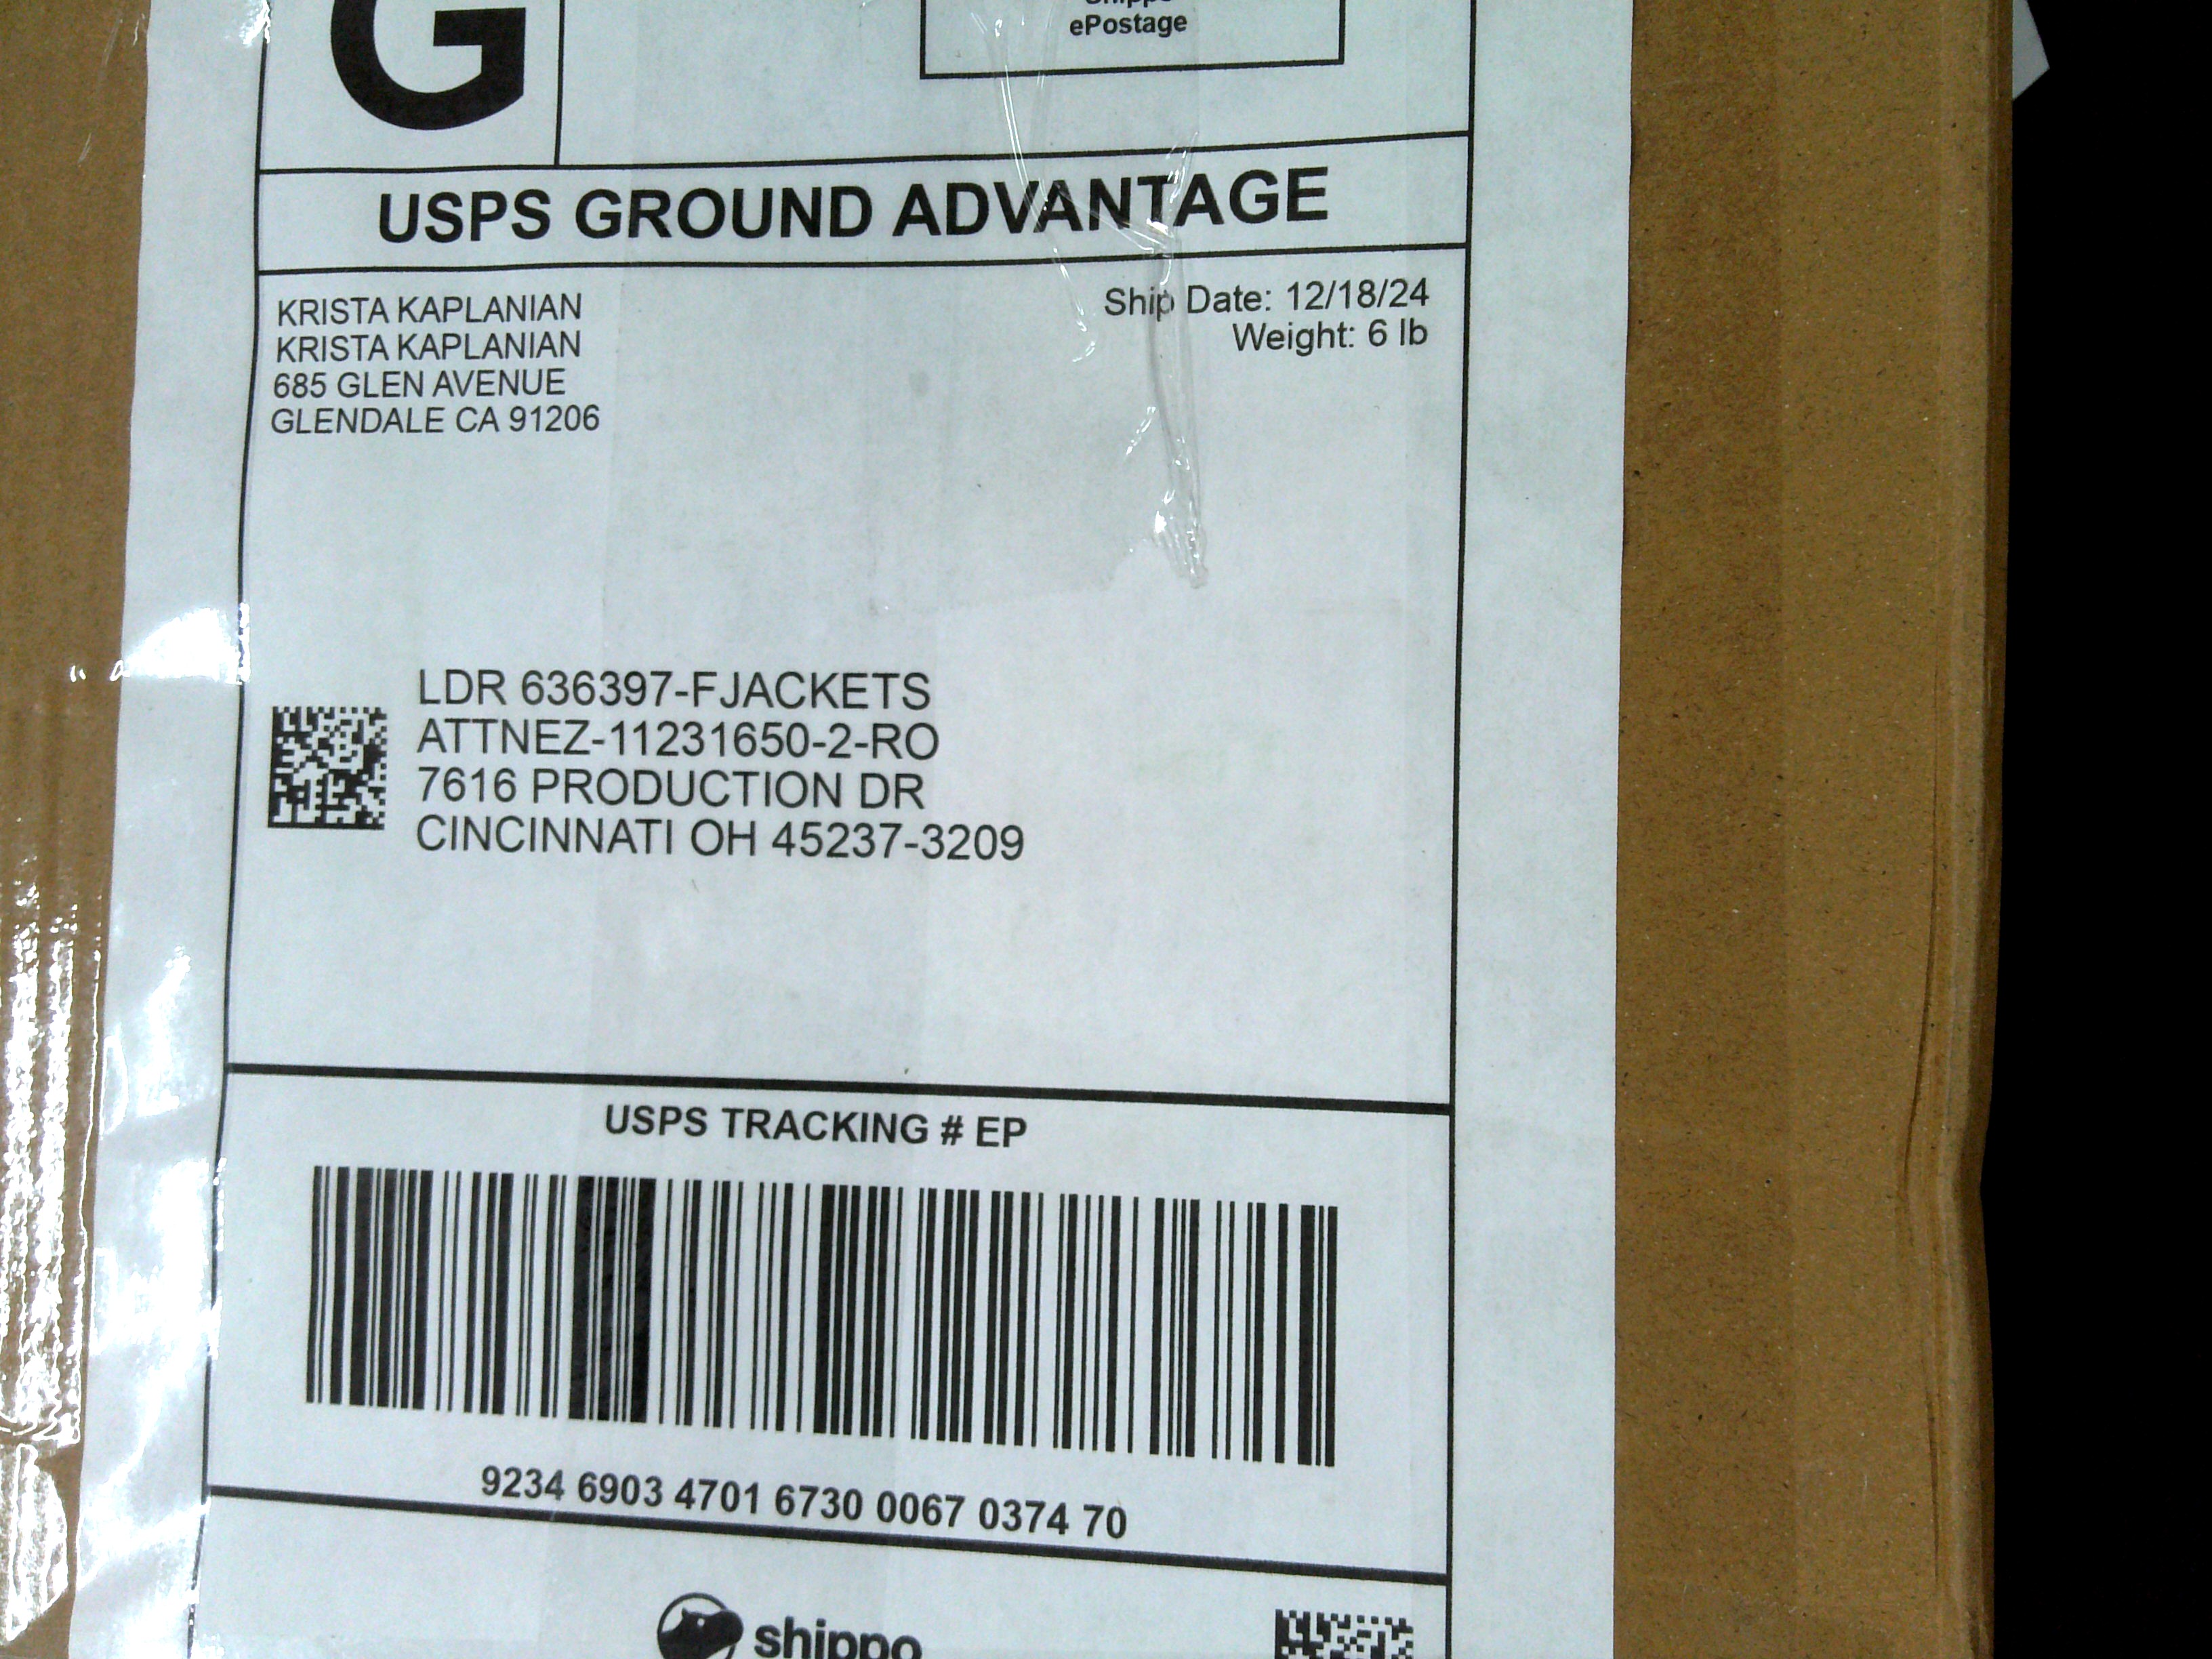 G
ePostage
USPS GROUND ADVANTAGE
KRISTA KAPLANIAN
KRISTA KAPLANIAN
685 GLEN AVENUE
GLENDALE CA 91206
Ship Date: 12/18/24
Weight: 6 lb
LDR 636397-FJACKETS
ATTNEZ-11231650-2-RO
7616 PRODUCTION DR
CINCINNATI OH 45237-3209
USPS TRACKING # EP
9234 6903 4701 6730 0067 0374 70
shippo